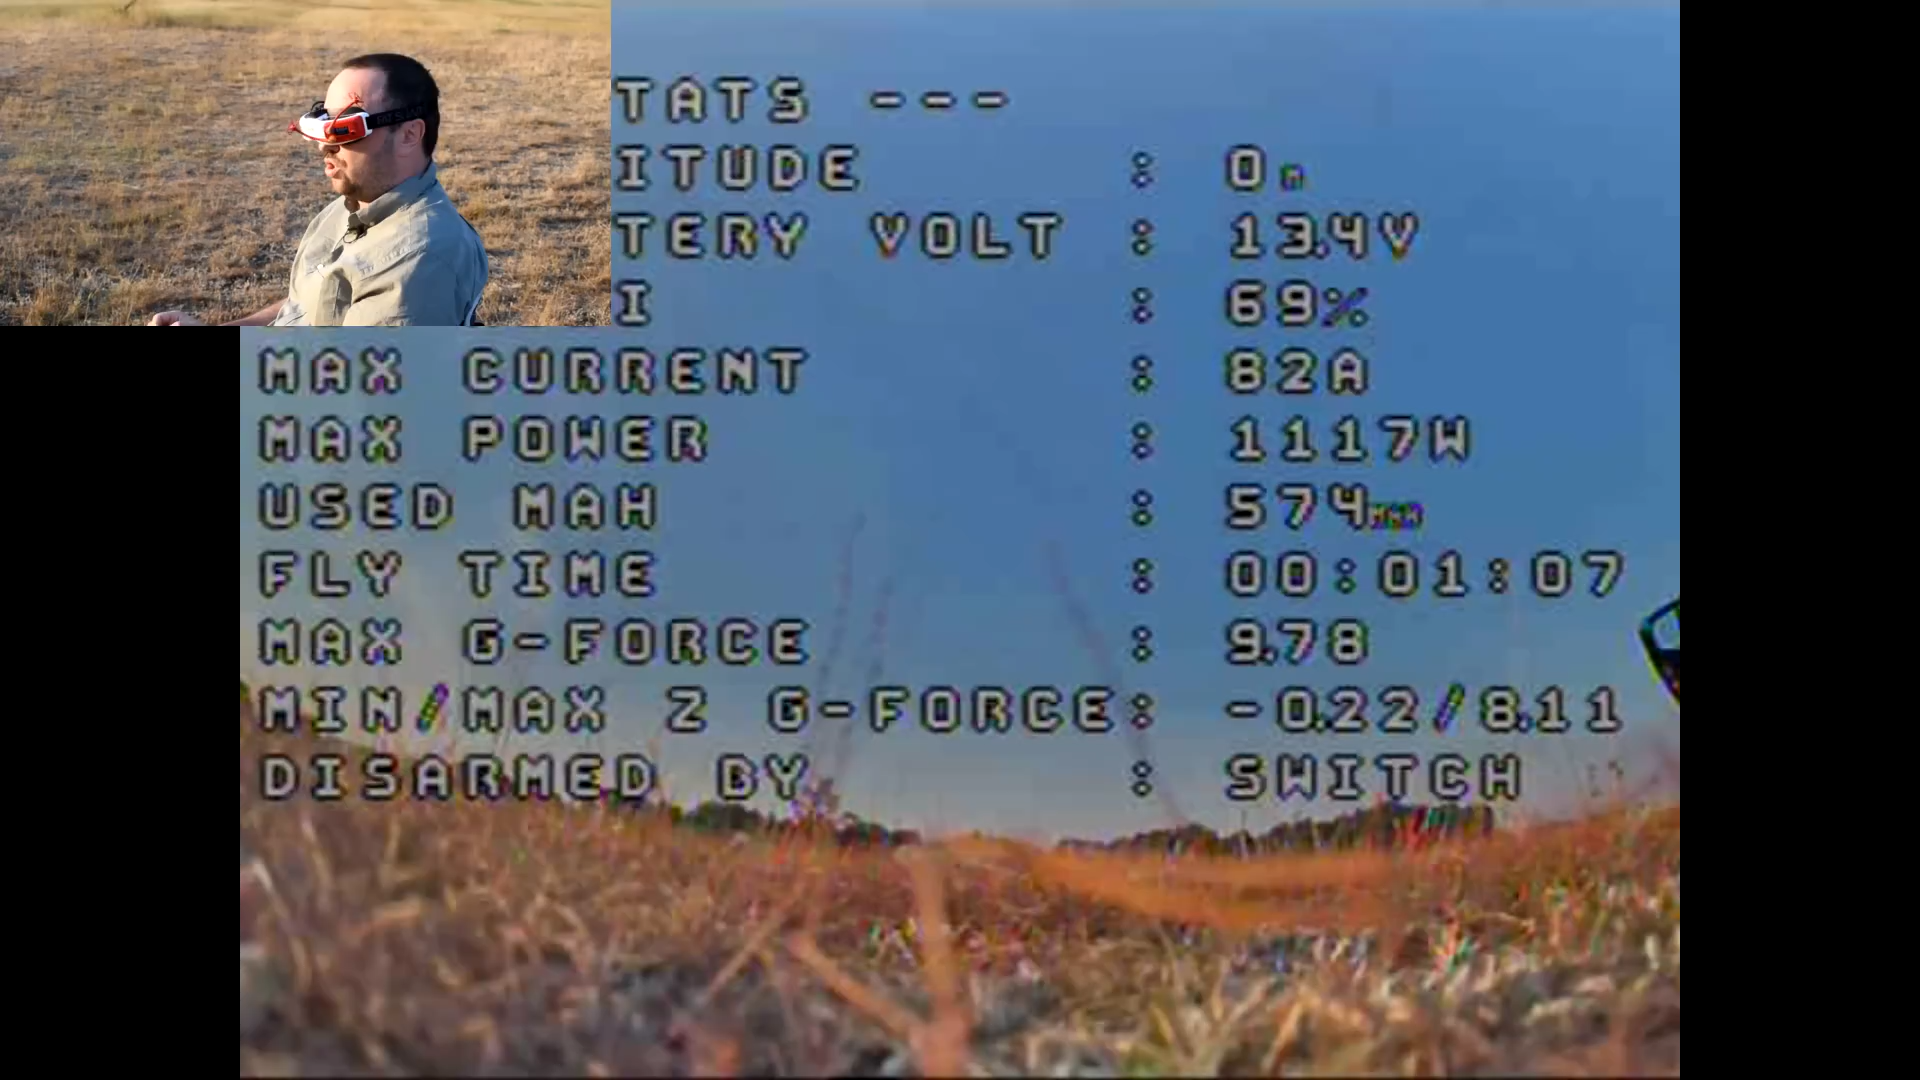 TATS ---
ITUDE : 0m
TERY VOLT : 13.4V
I : 69%
MAX CURRENT : 82A
MAX POWER : 1117W
USED MAH : 574MAH
FLY TIME : 00:01:07
MAX G-FORCE : 9.78
MIN/MAX Z G-FORCE: -0.22/8.11
DISARMED BY : SWITCH